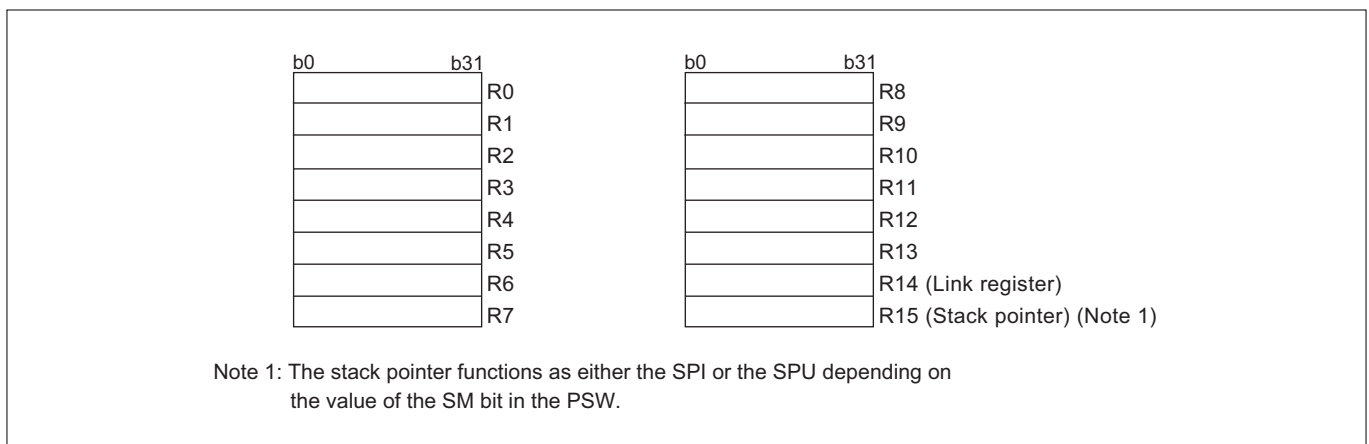 b0 b31
R0
R1
R2
R3
R4
R5
R6
R7
b0 b31
R8
R9
R10
R11
R12
R13
R14 (Link register)
R15 (Stack pointer) (Note 1)
Note 1: The stack pointer functions as either the SPI or the SPU depending on
the value of the SM bit in the PSW.